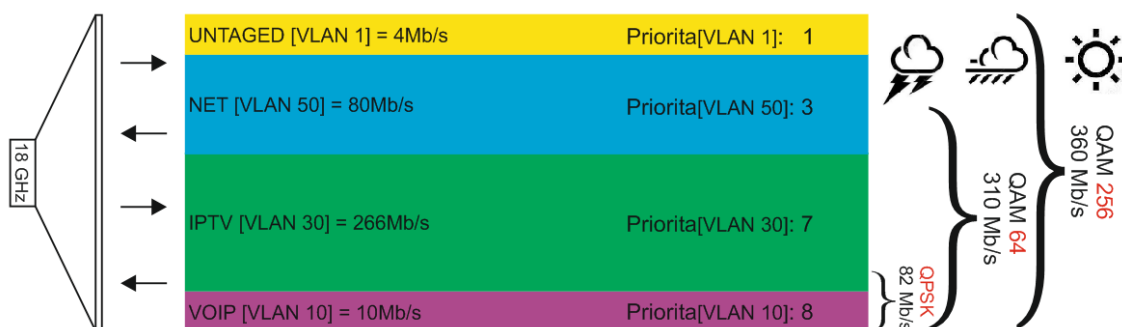 UNTAGED [VLAN 1] = 4Mb/s
Priorita[VLAN 1]: 1
NET [VLAN 50] = 80Mb/s
Priorita[VLAN 50]: 3
IPTV [VLAN 30] = 266Mb/s
Priorita[VLAN 30]: 7
VOIP [VLAN 10] = 10Mb/s
Priorita[VLAN 10]: 8
18 GHz
QPSK
82 Mb/s
QAM 64
310 Mb/s
QAM 256
360 Mb/s